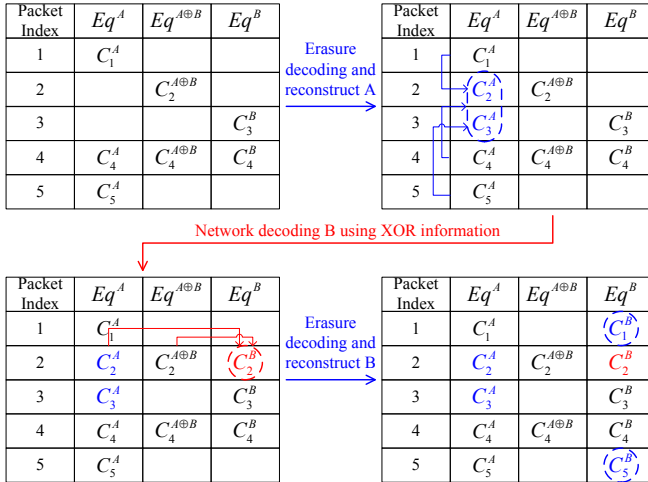 Packet Index Eq^A Eq^{A⊕B} Eq^B
1 C_1^A
2 C_2^{A⊕B}
3 C_3^B
4 C_4^A C_4^{A⊕B} C_4^B
5 C_5^A
Erasure
decoding and
reconstruct A
Packet Index Eq^A Eq^{A⊕B} Eq^B
1 C_1^A
2 C_2^A C_2^{A⊕B}
3 C_3^A C_3^B
4 C_4^A C_4^{A⊕B} C_4^B
5 C_5^A
Network decoding B using XOR information
Packet Index Eq^A Eq^{A⊕B} Eq^B
1 C_1^A
2 C_2^A C_2^{A⊕B} C_2^B
3 C_3^A C_3^B
4 C_4^A C_4^{A⊕B} C_4^B
5 C_5^A
Erasure
decoding and
reconstruct B
Packet Index Eq^A Eq^{A⊕B} Eq^B
1 C_1^A C_1^B
2 C_2^A C_2^{A⊕B} C_2^B
3 C_3^A C_3^B
4 C_4^A C_4^{A⊕B} C_4^B
5 C_5^A C_5^B